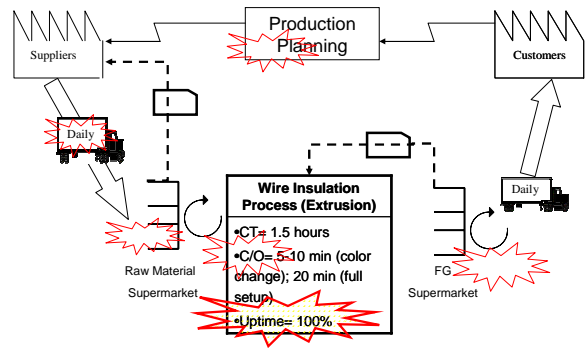 Production
Planning
Suppliers
Customers
Daily
Daily
Wire Insulation
Process (Extrusion)
•CT= 1.5 hours
•C/O= 5-10 min (color
change); 20 min (full
setup)
•Uptime= 100%
Raw Material
Supermarket
FG
Supermarket